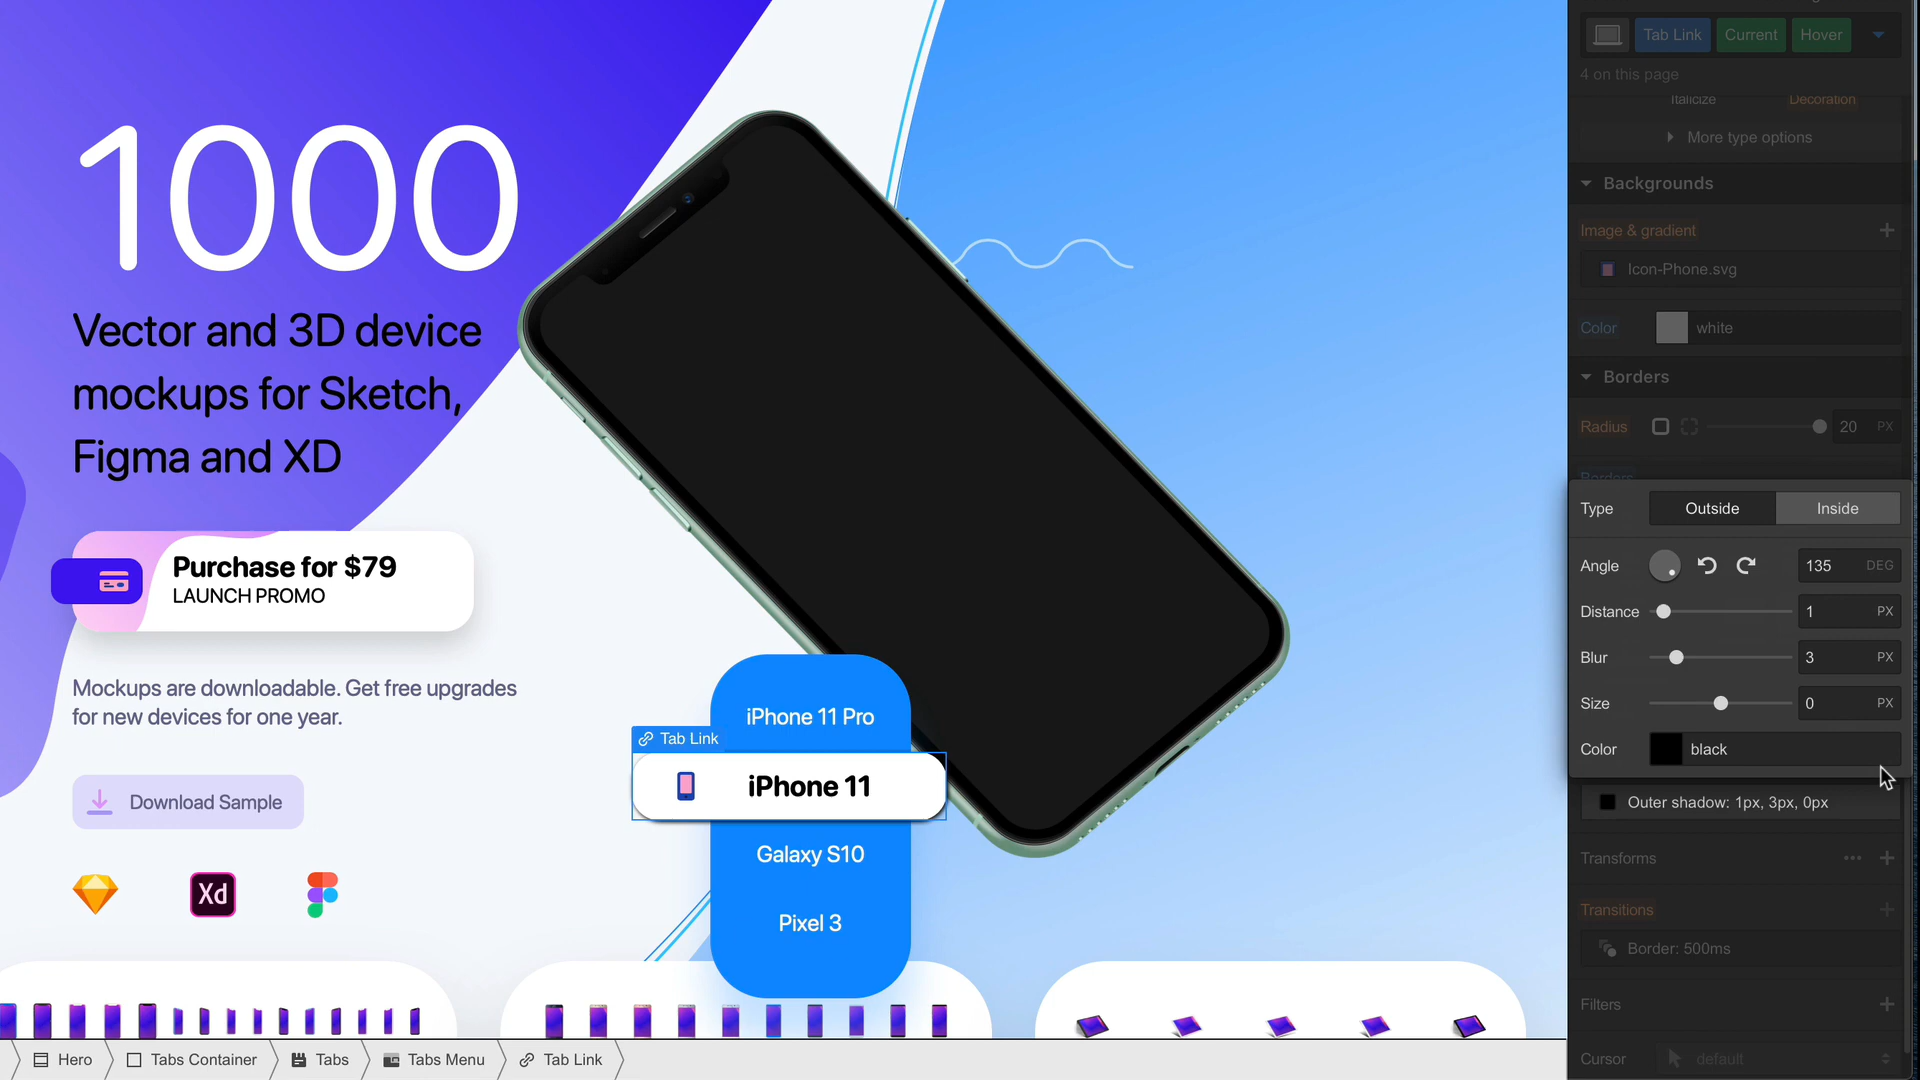 1000
Vector and 3D device
mockups for Sketch,
Figma and XD
Purchase for $79
LAUNCH PROMO
Mockups are downloadable. Get free upgrades
for new devices for one year.
Download Sample
Xd
iPhone 11 Pro
Tab Link
iPhone 11
Galaxy S10
Pixel 3
Hero
Tabs Container
Tabs
Tabs Menu
Tab Link
Tab Link Current Hover
4 on this page
Italicize Decoration
More type options
Backgrounds
Image & gradient
Icon-Phone.svg
Color white
Borders
Radius 20 PX
Borders
Type Outside Inside
Angle 135 DEG
Distance 1 PX
Blur 3 PX
Size 0 PX
Color black
Outer shadow: 1px, 3px, 0px
Transforms
Transitions
Border: 500ms
Filters
Cursor default